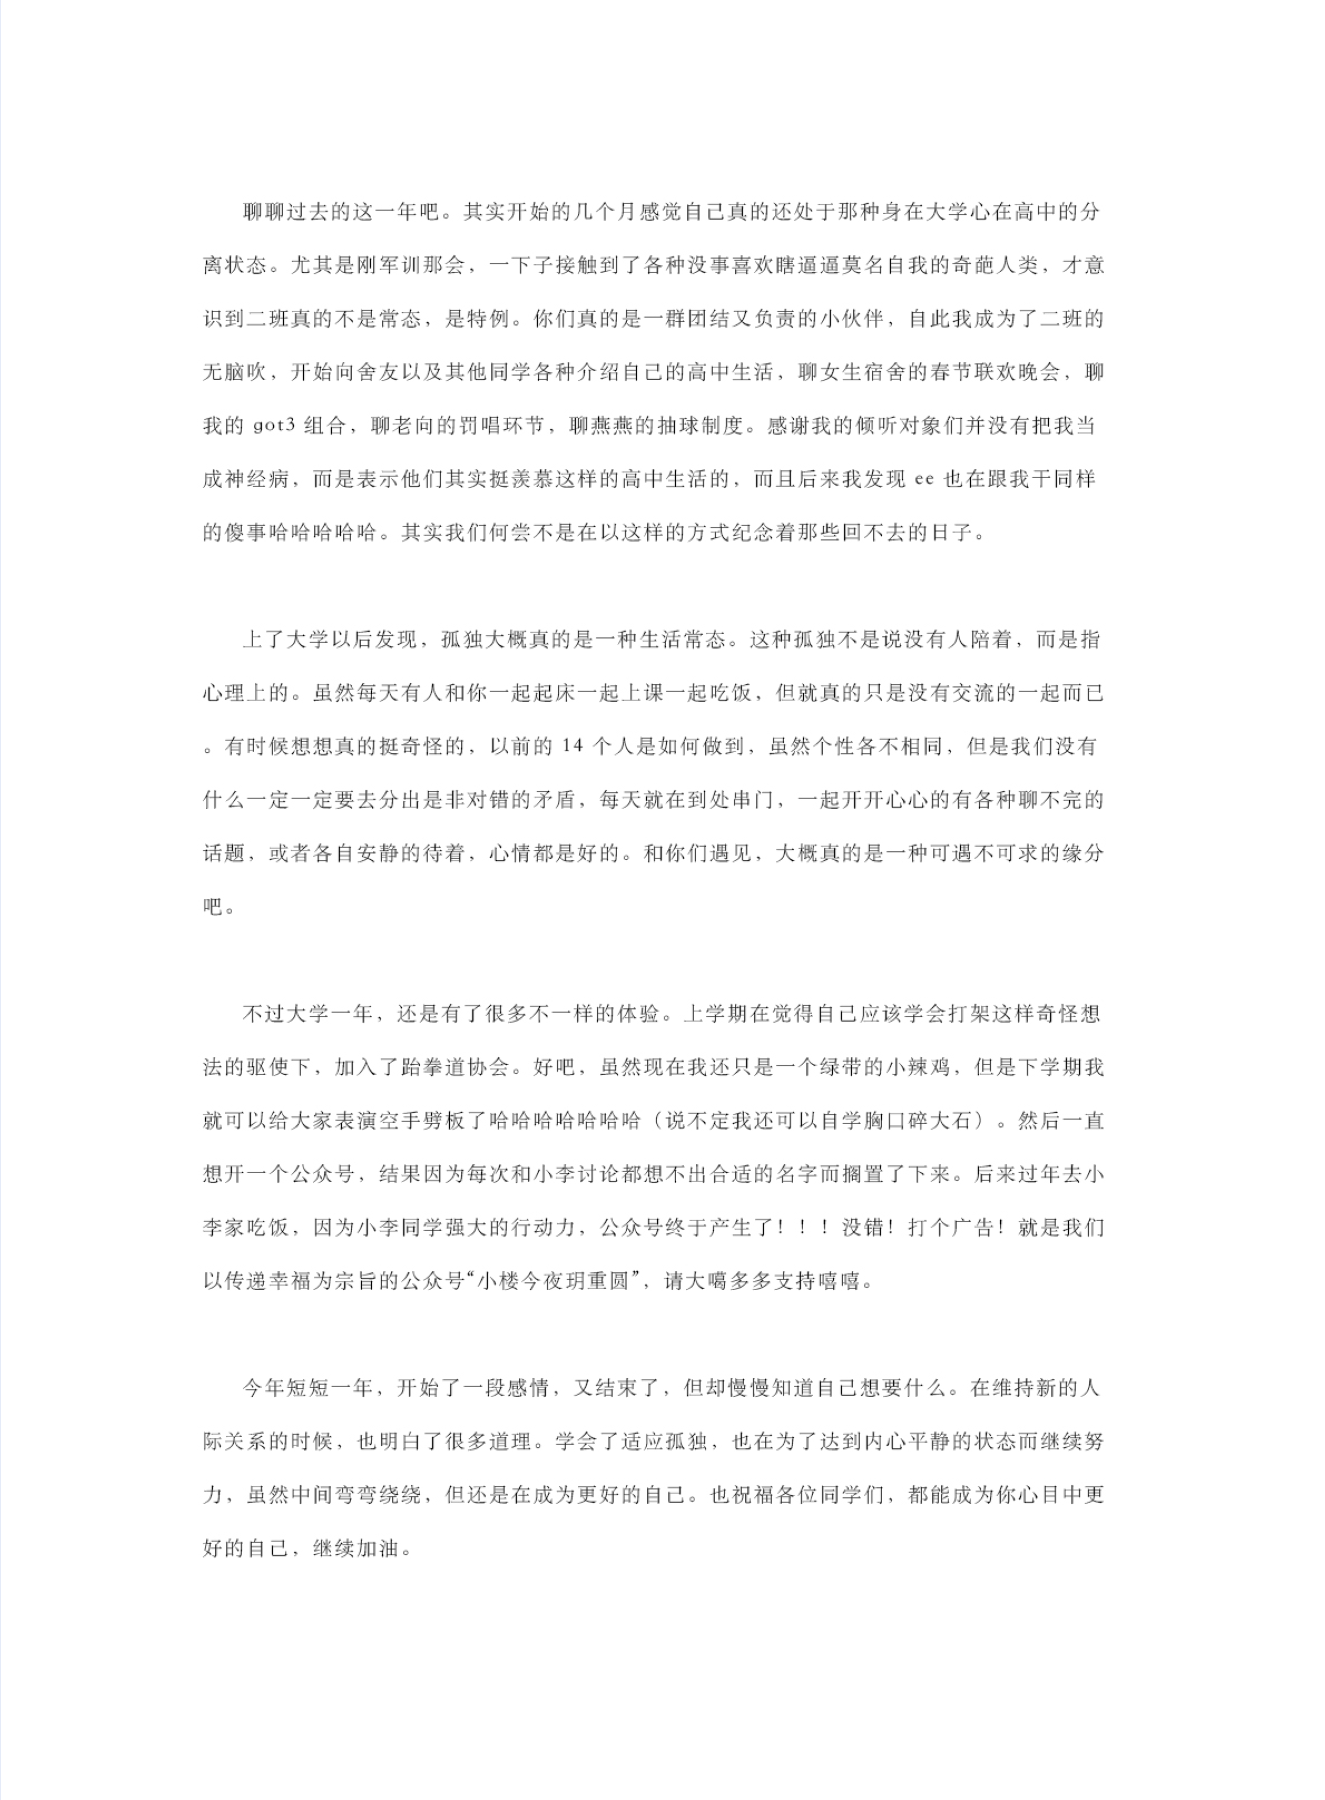 聊聊过去的这一年吧。其实开始的几个月感觉自己真的还处于那种身在大学心在高中的分
离状态。尤其是刚军训那会，一下子接触到了各种没事喜欢瞎逼逼莫名自我的奇葩人类，才意
识到二班真的不是常态，是特例。你们真的是一群团结又负责的小伙伴，自此我成为了二班的
无脑吹，开始向舍友以及其他同学各种介绍自己的高中生活，聊女生宿舍的春节联欢晚会，聊
我的 got3 组合，聊老向的罚唱环节，聊燕燕的抽球制度。感谢我的倾听对象们并没有把我当
成神经病，而是表示他们其实挺羡慕这样的高中生活的，而且后来我发现 ee 也在跟我干同样
的傻事哈哈哈哈哈。其实我们何尝不是在以这样的方式纪念着那些回不去的日子。
上了大学以后发现，孤独大概真的是一种生活常态。这种孤独不是说没有人陪着，而是指
心理上的。虽然每天有人和你一起起床一起上课一起吃饭，但就真的只是没有交流的一起而已
。有时候想想真的挺奇怪的，以前的 14 个人是如何做到，虽然个性各不相同，但是我们没有
什么一定一定要去分出是非对错的矛盾，每天就在到处串门，一起开开心心的有各种聊不完的
话题，或者各自安静的待着，心情都是好的。和你们遇见，大概真的是一种可遇不可求的缘分
吧。
不过大学一年，还是有了很多不一样的体验。上学期在觉得自己应该学会打架这样奇怪想
法的驱使下，加入了跆拳道协会。好吧，虽然现在我还只是一个绿带的小辣鸡，但是下学期我
就可以给大家表演空手劈板了哈哈哈哈哈哈哈（说不定我还可以自学胸口碎大石）。然后一直
想开一个公众号，结果因为每次和小李讨论都想不出合适的名字而搁置了下来。后来过年去小
李家吃饭，因为小李同学强大的行动力，公众号终于产生了！！！没错！打个广告！就是我们
以传递幸福为宗旨的公众号“小楼今夜玥重圆”，请大噶多多支持嘻嘻。
今年短短一年，开始了一段感情，又结束了，但却慢慢知道自己想要什么。在维持新的人
际关系的时候，也明白了很多道理。学会了适应孤独，也在为了达到内心平静的状态而继续努
力，虽然中间弯弯绕绕，但还是在成为更好的自己。也祝福各位同学们，都能成为你心目中更
好的自己，继续加油。